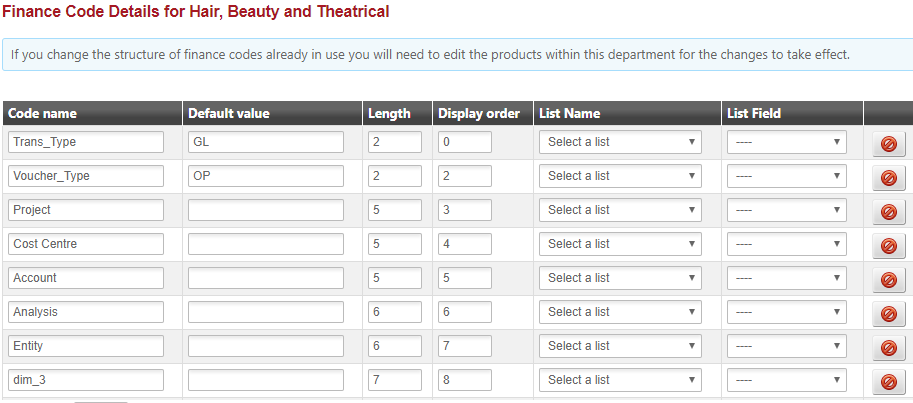 Finance Code Details for Hair, Beauty and Theatrical
If you change the structure of finance codes already in use you will need to edit the products within this department for the changes to take effect.
Code name Default value Length Display order List Name List Field
Trans_Type GL 2 0 Select a list ----
Voucher_Type OP 2 2 Select a list ----
Project 5 3 Select a list ----
Cost Centre 5 4 Select a list ----
Account 5 5 Select a list ----
Analysis 6 6 Select a list ----
Entity 6 7 Select a list ----
dim_3 7 8 Select a list ----